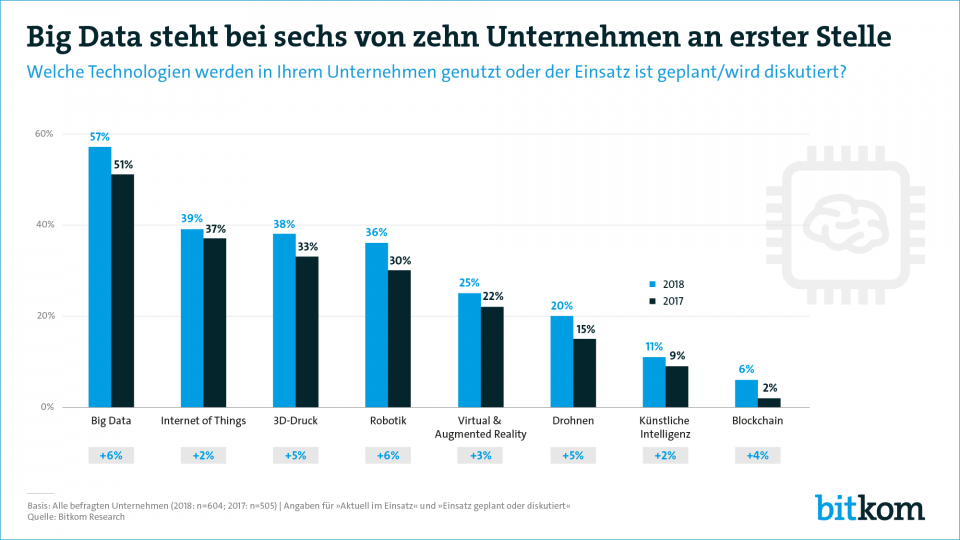 Big Data steht bei sechs von zehn Unternehmen an erster Stelle
Welche Technologien werden in Ihrem Unternehmen genutzt oder der Einsatz ist geplant/wird diskutiert?
60%
40%
20%
0%
57%
51%
39%
37%
38%
33%
36%
30%
25%
22%
20%
15%
11%
9%
6%
2%
2018
2017
Big Data
Internet of Things
3D-Druck
Robotik
Virtual &
Augmented Reality
Drohnen
Künstliche
Intelligenz
Blockchain
+6%
+2%
+5%
+6%
+3%
+5%
+2%
+4%
Basis: Alle befragten Unternehmen (2018: n=604; 2017: n=505) | Angaben für »Aktuell im Einsatz« und »Einsatz geplant oder diskutiert«
Quelle: Bitkom Research
bitkom